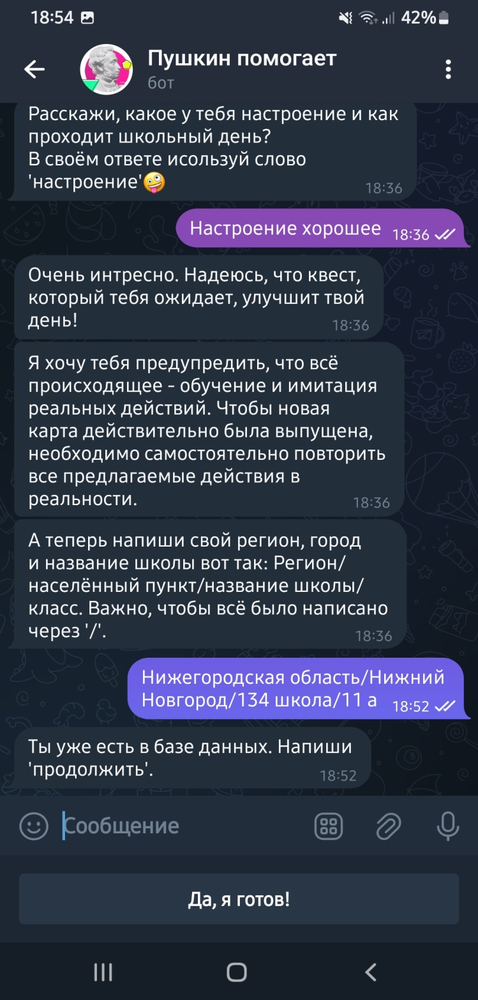 18:54
42%
Пушкин помогает
бот
Расскажи, какое у тебя настроение и как
проходит школьный день?
В своём ответе исользуй слово
'настроение'🤪
18:36
Настроение хорошее 18:36
Очень интресно. Надеюсь, что квест,
который тебя ожидает, улучшит твой
день!
18:36
Я хочу тебя предупредить, что всё
происходящее - обучение и имитация
реальных действий. Чтобы новая
карта действительно была выпущена,
необходимо самостоятельно повторить
все предлагаемые действия в
реальности.
18:36
А теперь напиши свой регион, город
и название школы вот так: Регион/
населённый пункт/название школы/
класс. Важно, чтобы всё было написано
через '/'.
18:36
Нижегородская область/Нижний
Новгород/134 школа/11 а 18:52
Ты уже есть в базе данных. Напиши
'продолжить'.
18:52
Сообщение
Да, я готов!